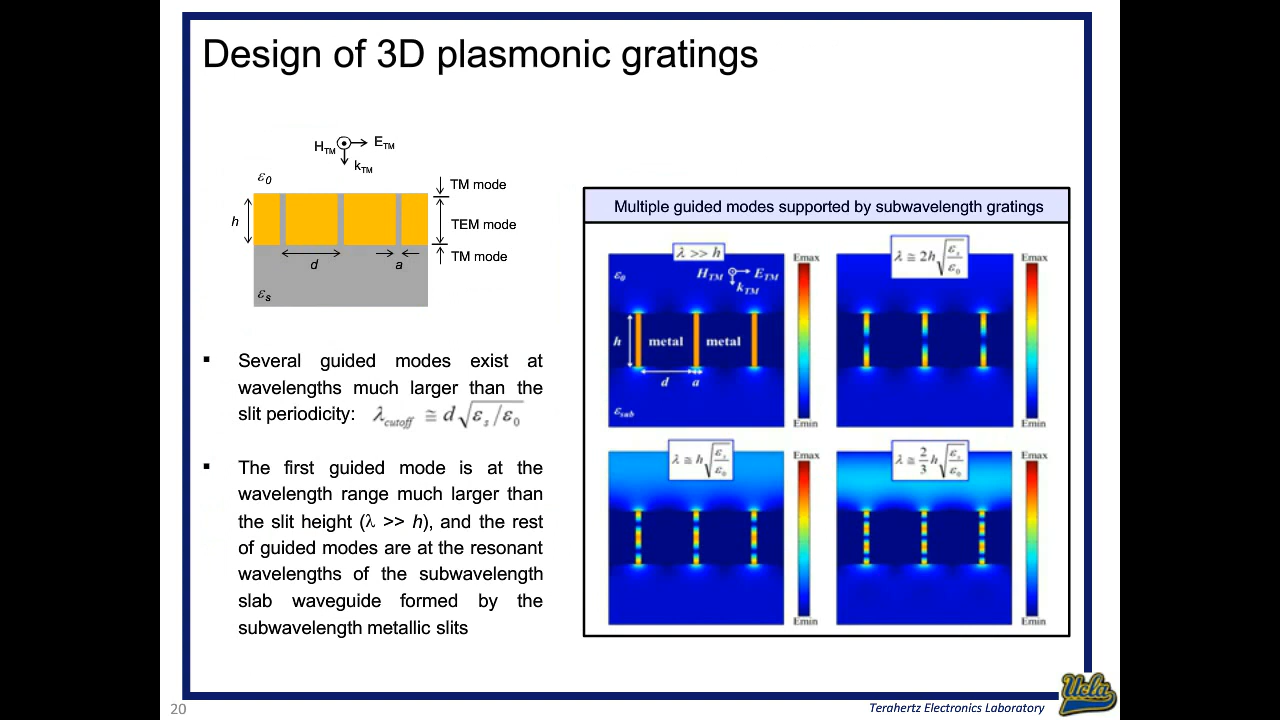 Design of 3D plasmonic gratings
H_TM E_TM
k_TM
ε0
TM mode
h
TEM mode
d a
TM mode
εs
▪ Several guided modes exist at
wavelengths much larger than the
slit periodicity: λcutoff ≅ d√(εs/ε0)
▪ The first guided mode is at the
wavelength range much larger than
the slit height (λ >> h), and the rest
of guided modes are at the resonant
wavelengths of the subwavelength
slab waveguide formed by the
subwavelength metallic slits
Multiple guided modes supported by subwavelength gratings
λ >> h
Emax
ε0
H_TM E_TM
k_TM
h metal metal
d a
εsub
Emin
λ ≅ 2h√(εs/ε0)
Emax
Emin
λ ≅ h√(εs/ε0)
Emax
Emin
λ ≅ 2/3 h√(εs/ε0)
Emax
Emin
20
Terahertz Electronics Laboratory
Ucla